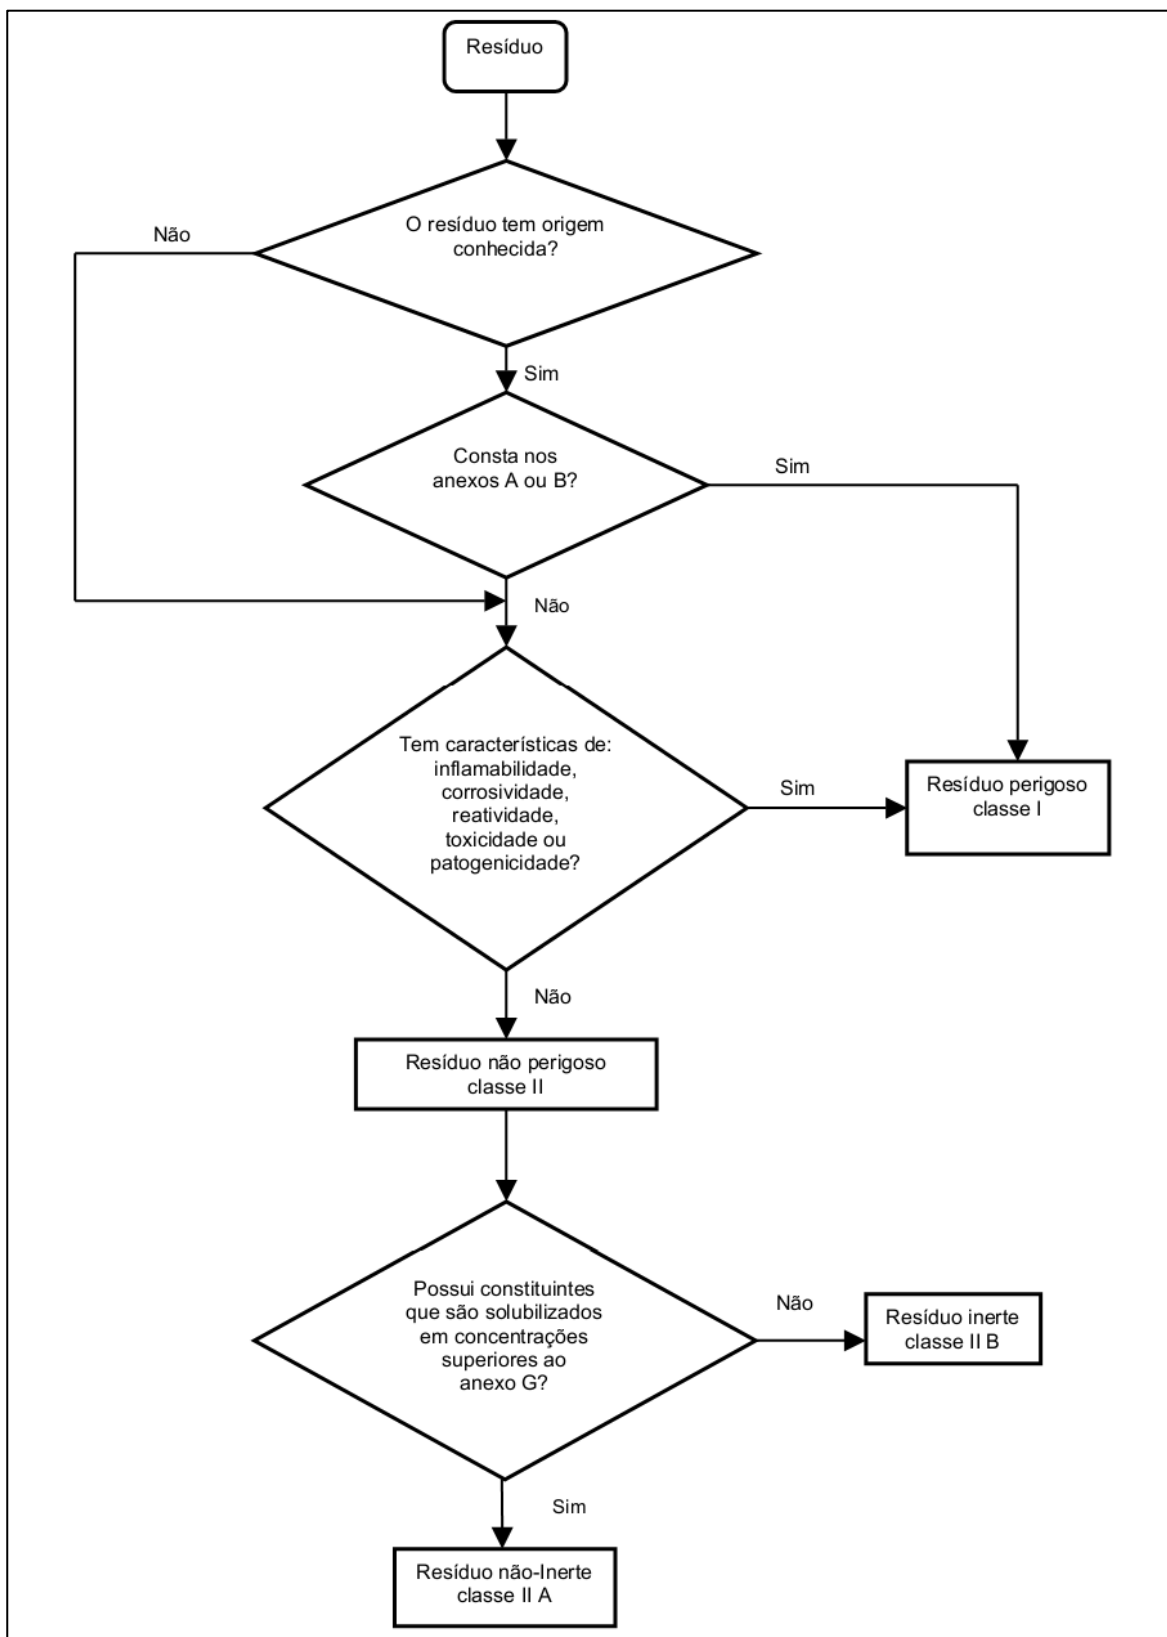 Resíduo
O resíduo tem origem
conhecida?
Não
Sim
Consta nos
anexos A ou B?
Sim
Não
Tem características de:
inflamabilidade,
corrosividade,
reatividade,
toxicidade ou
patogenicidade?
Sim
Resíduo perigoso
classe I
Não
Resíduo não perigoso
classe II
Possui constituintes
que são solubilizados
em concentrações
superiores ao
anexo G?
Não
Resíduo inerte
classe II B
Sim
Resíduo não-Inerte
classe II A